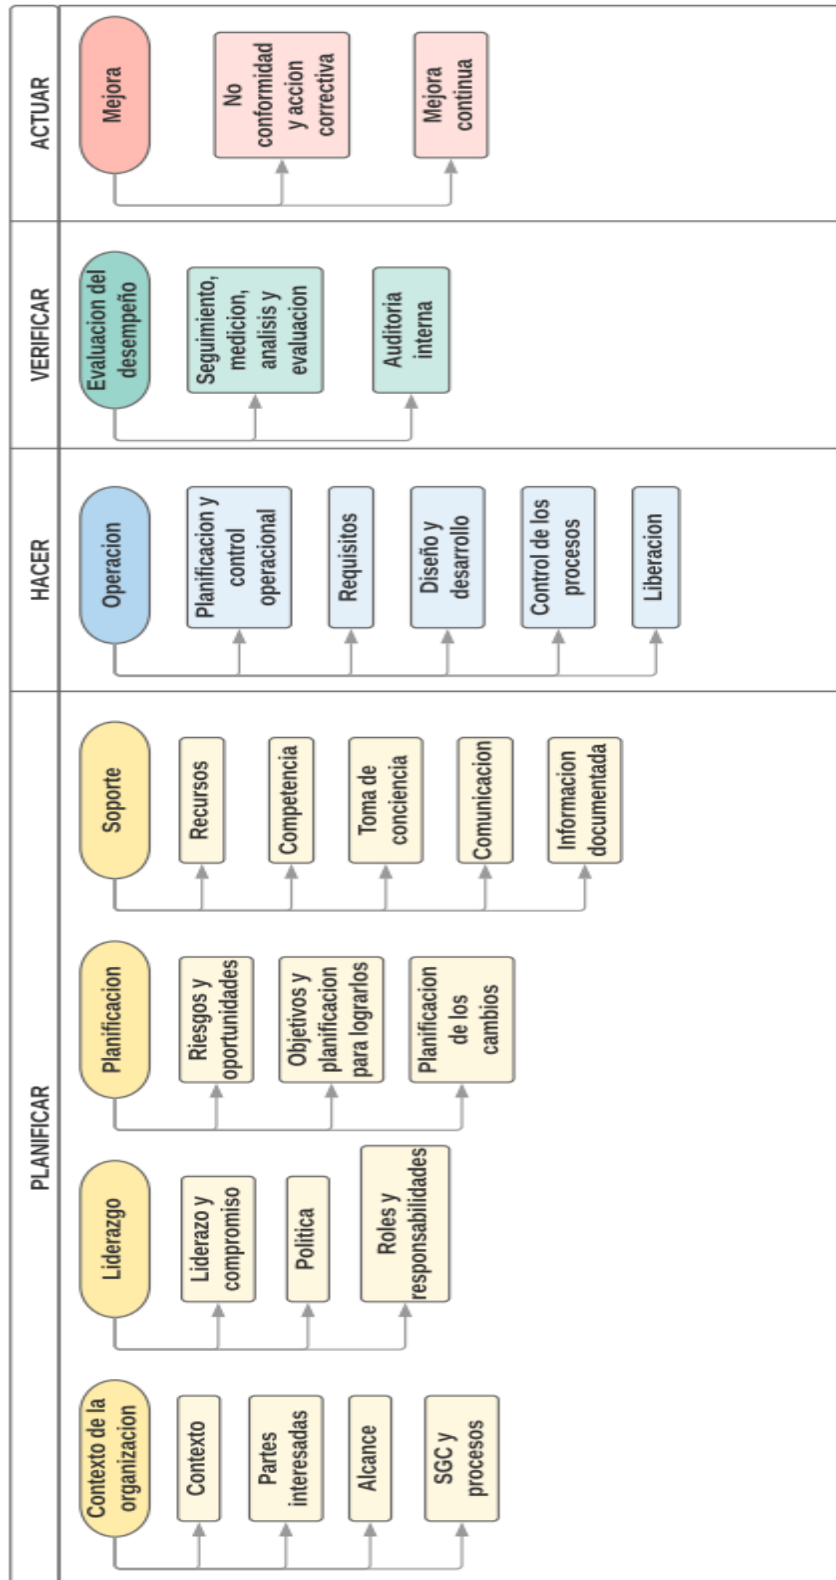 PLANIFICAR
HACER
VERIFICAR
ACTUAR
Contexto de la
organizacion
Contexto
Partes
interesadas
Alcance
SGC y
procesos
Liderazgo
Liderazo y
compromiso
Politica
Roles y
responsabilidades
Planificacion
Riesgos y
oportunidades
Objetivos y
planificacion
para lograrlos
Planificacion
de los
cambios
Soporte
Recursos
Competencia
Toma de
conciencia
Comunicacion
Informacion
documentada
Operacion
Planificacion y
control
operacional
Requisitos
Diseño y
desarrollo
Control de los
procesos
Liberacion
Evaluacion del
desempeño
Seguimiento,
medicion,
analisis y
evaluacion
Auditoria
interna
Mejora
No
conformidad
y accion
correctiva
Mejora
continua